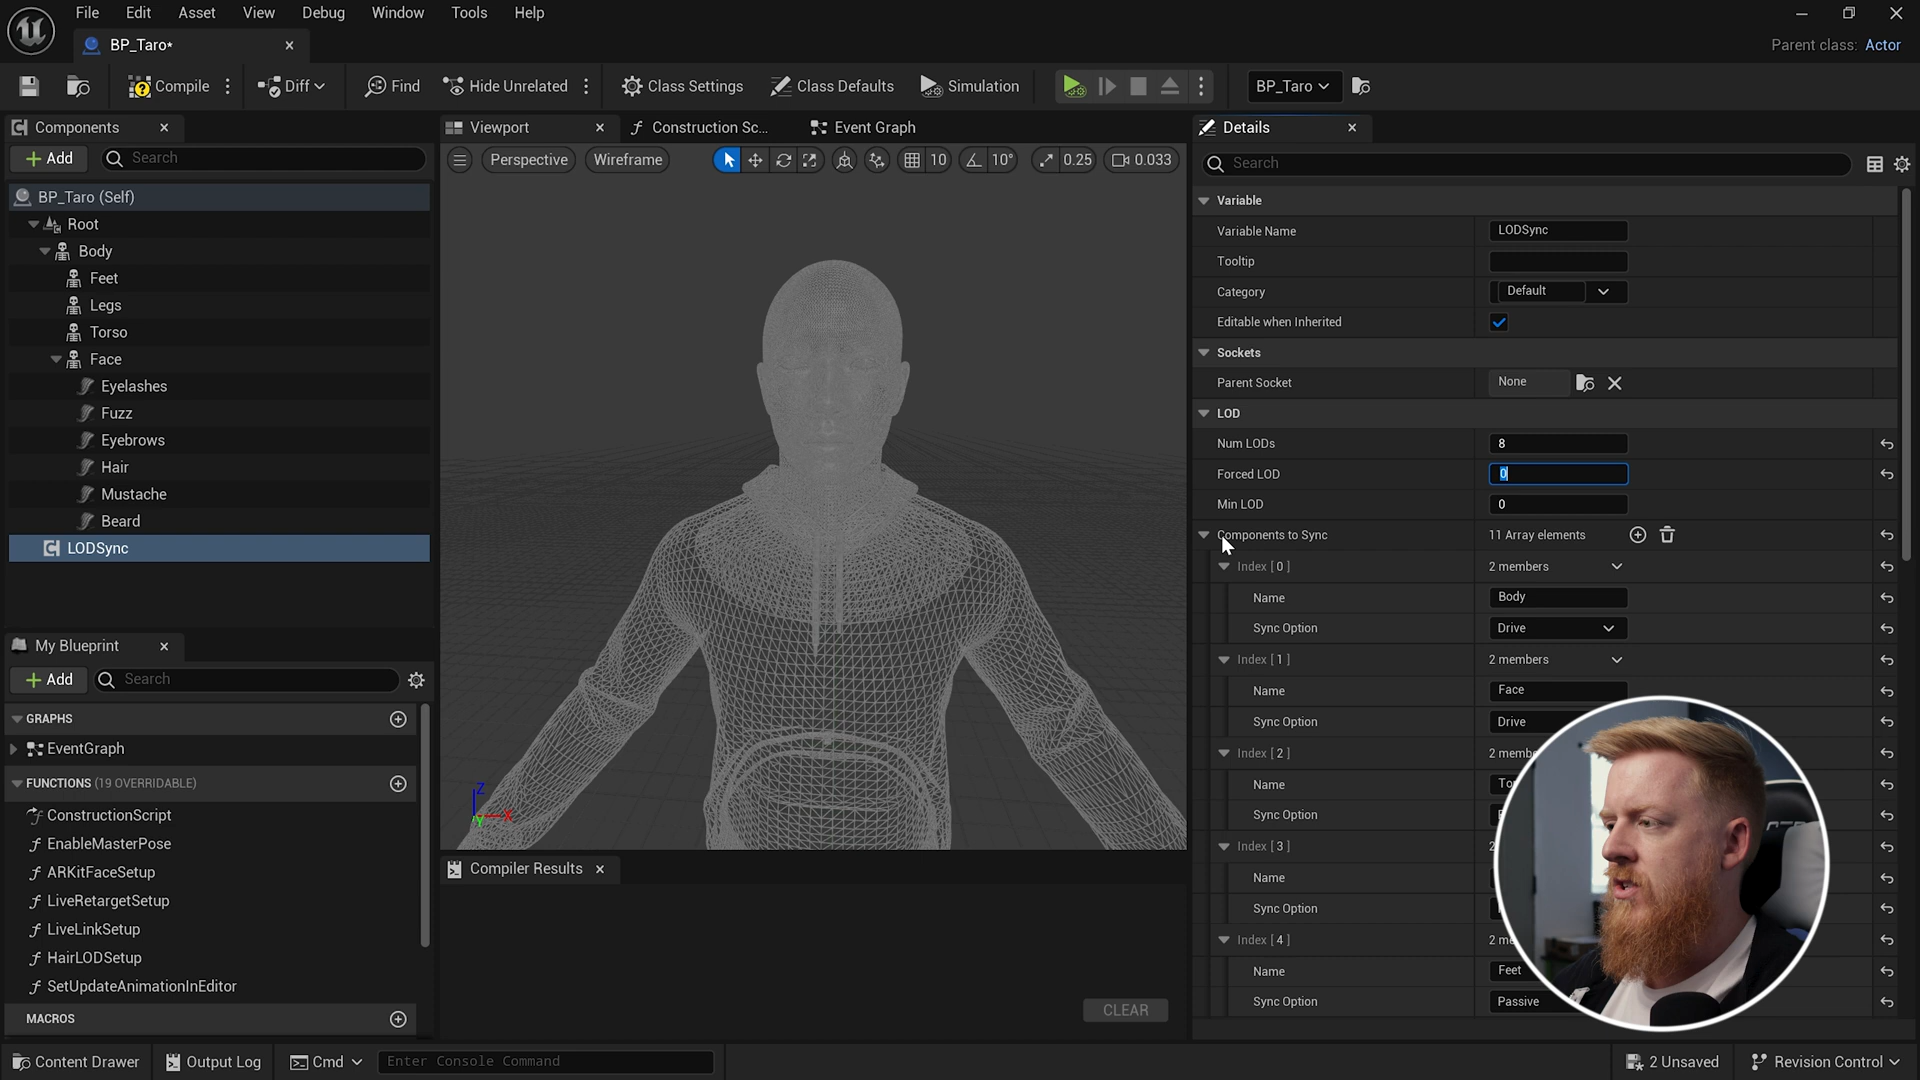 File Edit Asset View Debug Window Tools Help
BP_Taro*
Parent class: Actor
Compile Diff Find Hide Unrelated Class Settings Class Defaults Simulation BP_Taro
Components
Add Search
BP_Taro (Self)
Root
Body
Feet
Legs
Torso
Face
Eyelashes
Fuzz
Eyebrows
Hair
Mustache
Beard
LODSync
My Blueprint
Add Search
GRAPHS
EventGraph
FUNCTIONS (19 OVERRIDABLE)
ConstructionScript
EnableMasterPose
ARKitFaceSetup
LiveRetargetSetup
LiveLinkSetup
HairLODSetup
SetUpdateAnimationInEditor
MACROS
Viewport Construction Sc... Event Graph
Perspective Wireframe 10 10° 0.25 0.033
Z
X
Y
Compiler Results
CLEAR
Details
Search
Variable
Variable Name LODSync
Tooltip
Category Default
Editable when Inherited
Sockets
Parent Socket None
LOD
Num LODs 8
Forced LOD 0
Min LOD 0
Components to Sync 11 Array elements
Index [ 0 ] 2 members
Name Body
Sync Option Drive
Index [ 1 ] 2 members
Name Face
Sync Option Drive
Index [ 2 ] 2 memb
Name To
Sync Option
Index [ 3 ] 2
Name
Sync Option
Index [ 4 ] 2 me
Name Feet
Sync Option Passive
Content Drawer Output Log Cmd Enter Console Command 2 Unsaved Revision Control